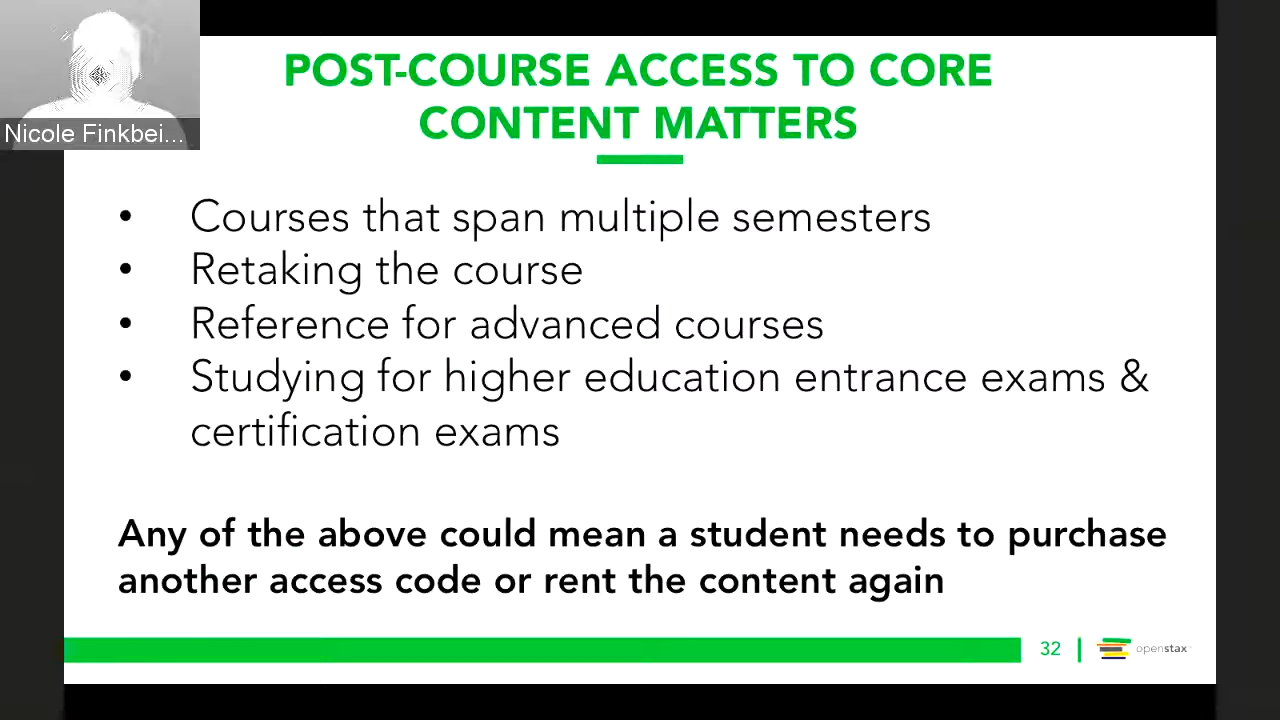 Nicole Finkbei...
POST-COURSE ACCESS TO CORE
CONTENT MATTERS
• Courses that span multiple semesters
• Retaking the course
• Reference for advanced courses
• Studying for higher education entrance exams &
certification exams
Any of the above could mean a student needs to purchase
another access code or rent the content again
32
openstax